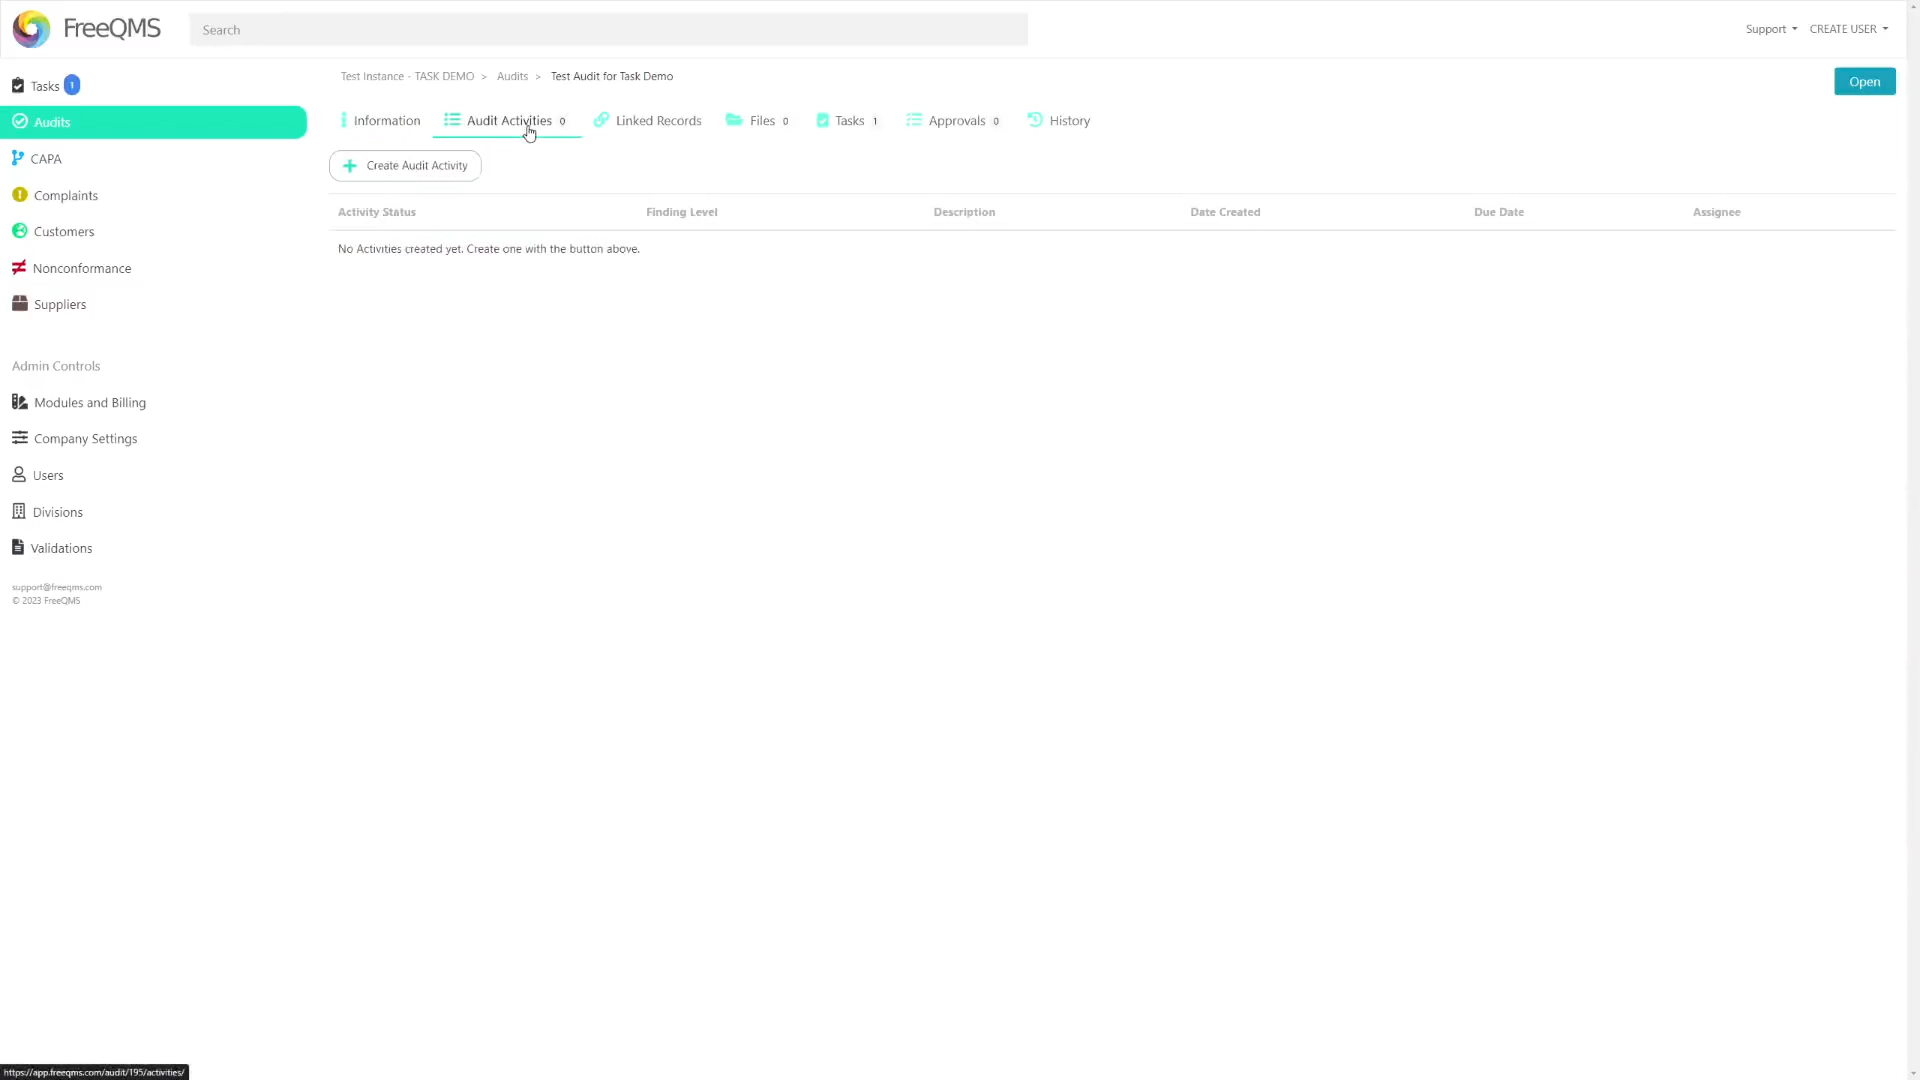 FreeQMS
Search
Support
CREATE USER
Tasks 1
Audits
CAPA
Complaints
Customers
Nonconformance
Suppliers
Admin Controls
Modules and Billing
Company Settings
Users
Divisions
Validations
support@freeqms.com
© 2023 FreeQMS
Test Instance - TASK DEMO > Audits > Test Audit for Task Demo
Open
Information
Audit Activities 0
Linked Records
Files 0
Tasks 1
Approvals 0
History
Create Audit Activity
Activity Status Finding Level Description Date Created Due Date Assignee
No Activities created yet. Create one with the button above.
https://app.freeqms.com/audit/195/activities/